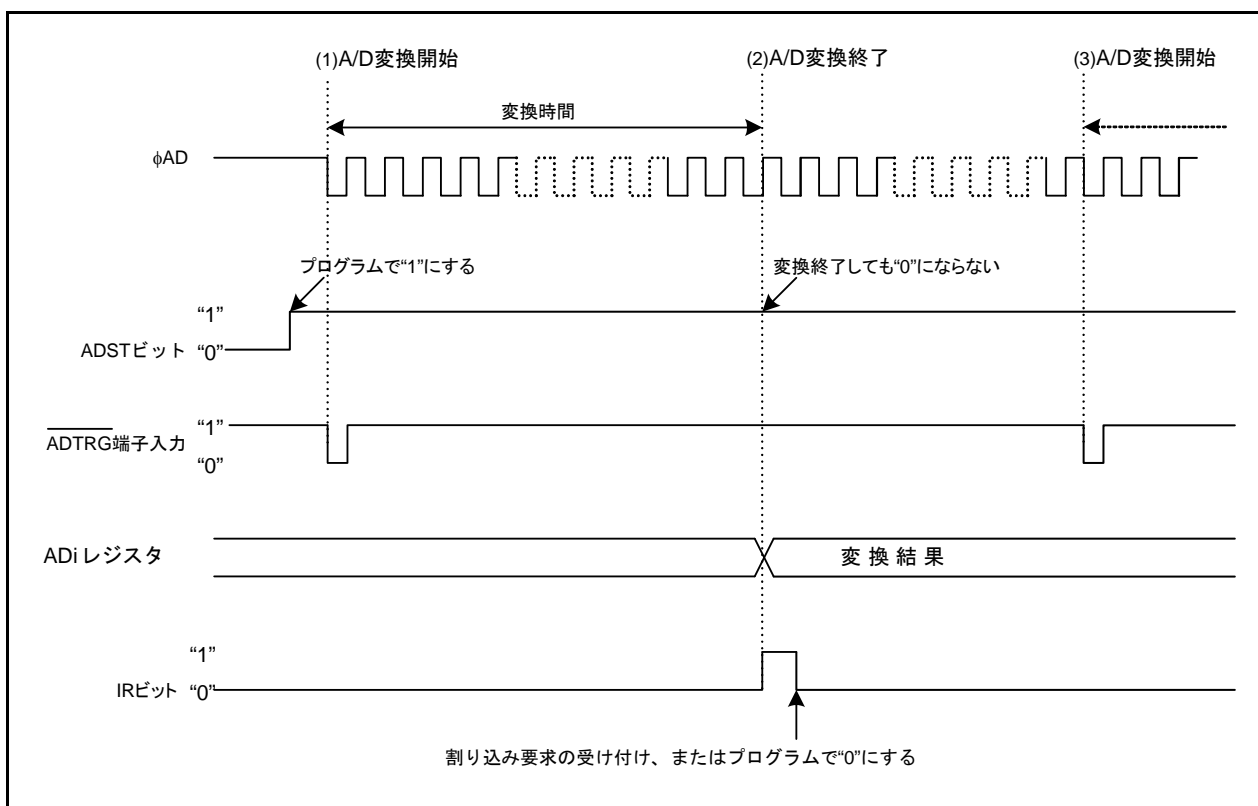 (1)A/D変換開始
(2)A/D変換終了
(3)A/D変換開始
変換時間
φAD
プログラムで“1”にする
変換終了しても“0”にならない
“1”
ADSTビット “0”
“1”
ADTRG端子入力
“0”
ADiレジスタ
変換結果
“1”
IRビット “0”
割り込み要求の受け付け、またはプログラムで“0”にする